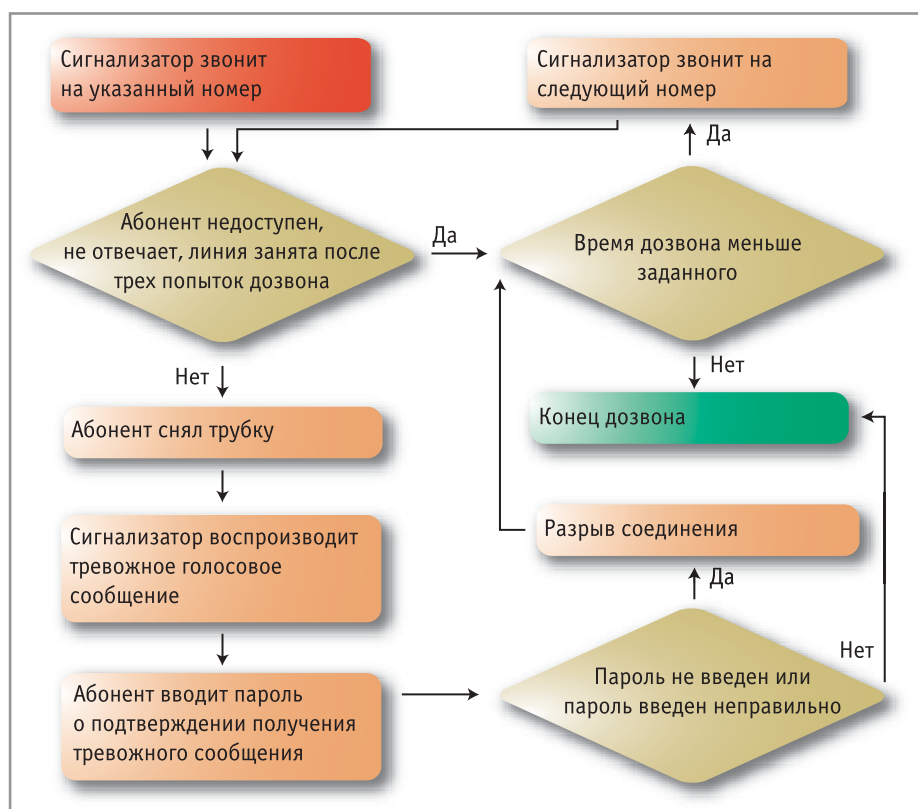 Сигнализатор звонит
на указанный номер
Сигнализатор звонит на
следующий номер
Да
Абонент недоступен,
не отвечает, линия занята после
трех попыток дозвона
Да
Время дозвона меньше
заданного
Нет
Нет
Абонент снял трубку
Конец дозвона
Сигнализатор воспроизводит
тревожное голосовое
сообщение
Разрыв соединения
Да
Нет
Абонент вводит пароль
о подтверждении получения
тревожного сообщения
Пароль не введен или
пароль введен неправильно